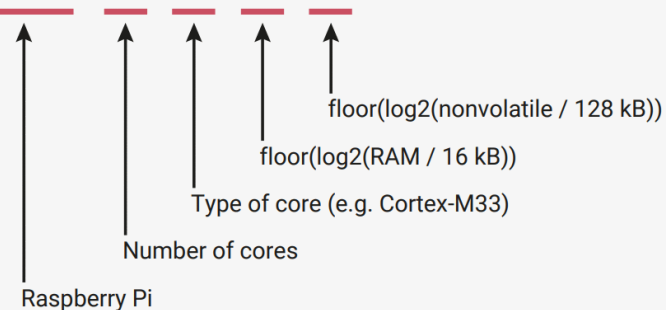 floor(log2(nonvolatile / 128 kB))
floor(log2(RAM / 16 kB))
Type of core (e.g. Cortex-M33)
Number of cores
Raspberry Pi